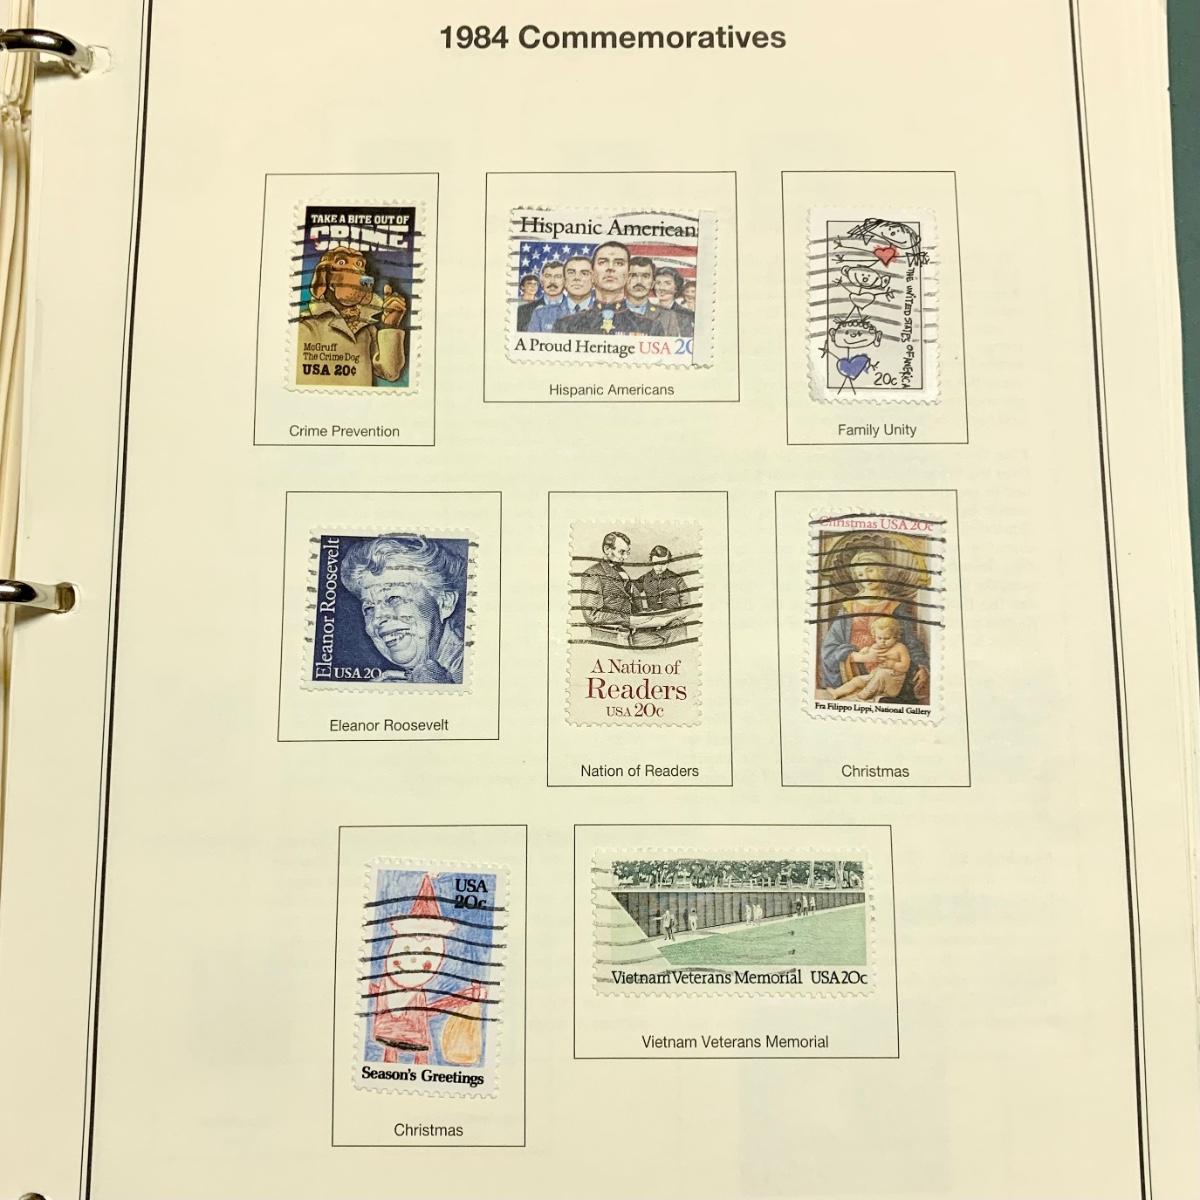 1984 Commemoratives
TAKE A BITE OUT OF
CRIME
McGruff
The Crime Dog
USA 20¢
Crime Prevention
Hispanic American
A Proud Heritage USA 20
Hispanic Americans
THE UNITED STATES OF AMERICA
20c
Family Unity
Eleanor Roosevelt
USA 20c
Eleanor Roosevelt
A Nation of
Readers
USA 20c
Nation of Readers
Christmas USA 20c
Fra Filippo Lippi, National Gallery
Christmas
USA
20c
Season's Greetings
Christmas
Vietnam Veterans Memorial USA 20c
Vietnam Veterans Memorial